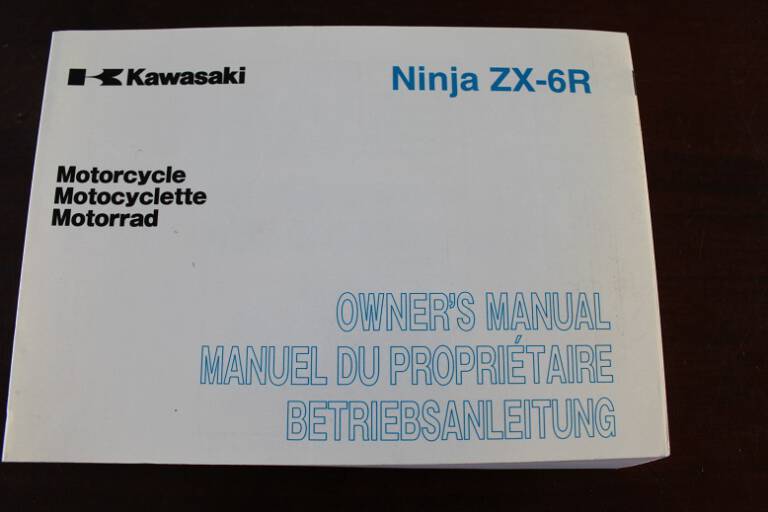 Kawasaki
Ninja ZX-6R
Motorcycle
Motocyclette
Motorrad
OWNER'S MANUAL
MANUEL DU PROPRIÉTAIRE
BETRIEBSANLEITUNG